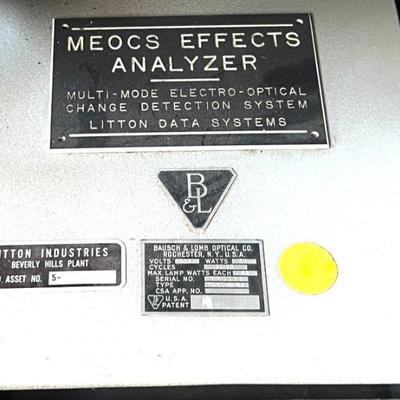 MEOCS EFFECTS
ANALYZER
MULTI-MODE ELECTRO-OPTICAL
CHANGE DETECTION SYSTEM
LITTON DATA SYSTEMS
B
&L
TTON INDUSTRIES
BEVERLY HILLS PLANT
ASSET NO. 5-
BAUSCH & LOMB OPTICAL CO.
ROCHESTER, N.Y., U.S.A.
VOLTS WATTS
CYCLES
MAX LAMP WATTS EACH
SERIAL NO.
TYPE
CSA APP. NO.
U.S.A.
PATENT